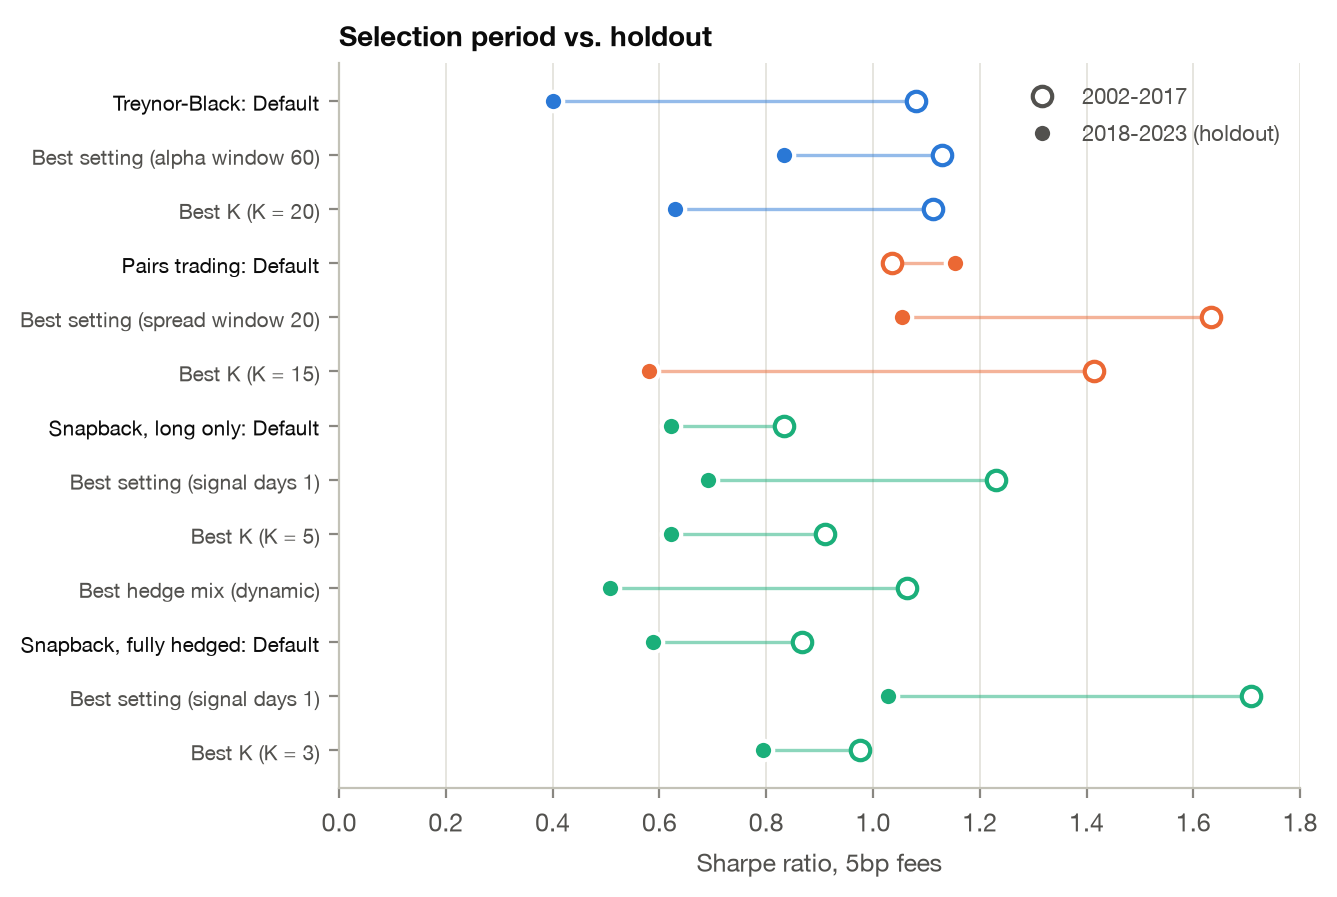 Selection period vs. holdout
2002-2017
2018-2023 (holdout)
Treynor-Black: Default
Best setting (alpha window 60)
Best K (K = 20)
Pairs trading: Default
Best setting (spread window 20)
Best K (K = 15)
Snapback, long only: Default
Best setting (signal days 1)
Best K (K = 5)
Best hedge mix (dynamic)
Snapback, fully hedged: Default
Best setting (signal days 1)
Best K (K = 3)
0.0 0.2 0.4 0.6 0.8 1.0 1.2 1.4 1.6 1.8
Sharpe ratio, 5bp fees